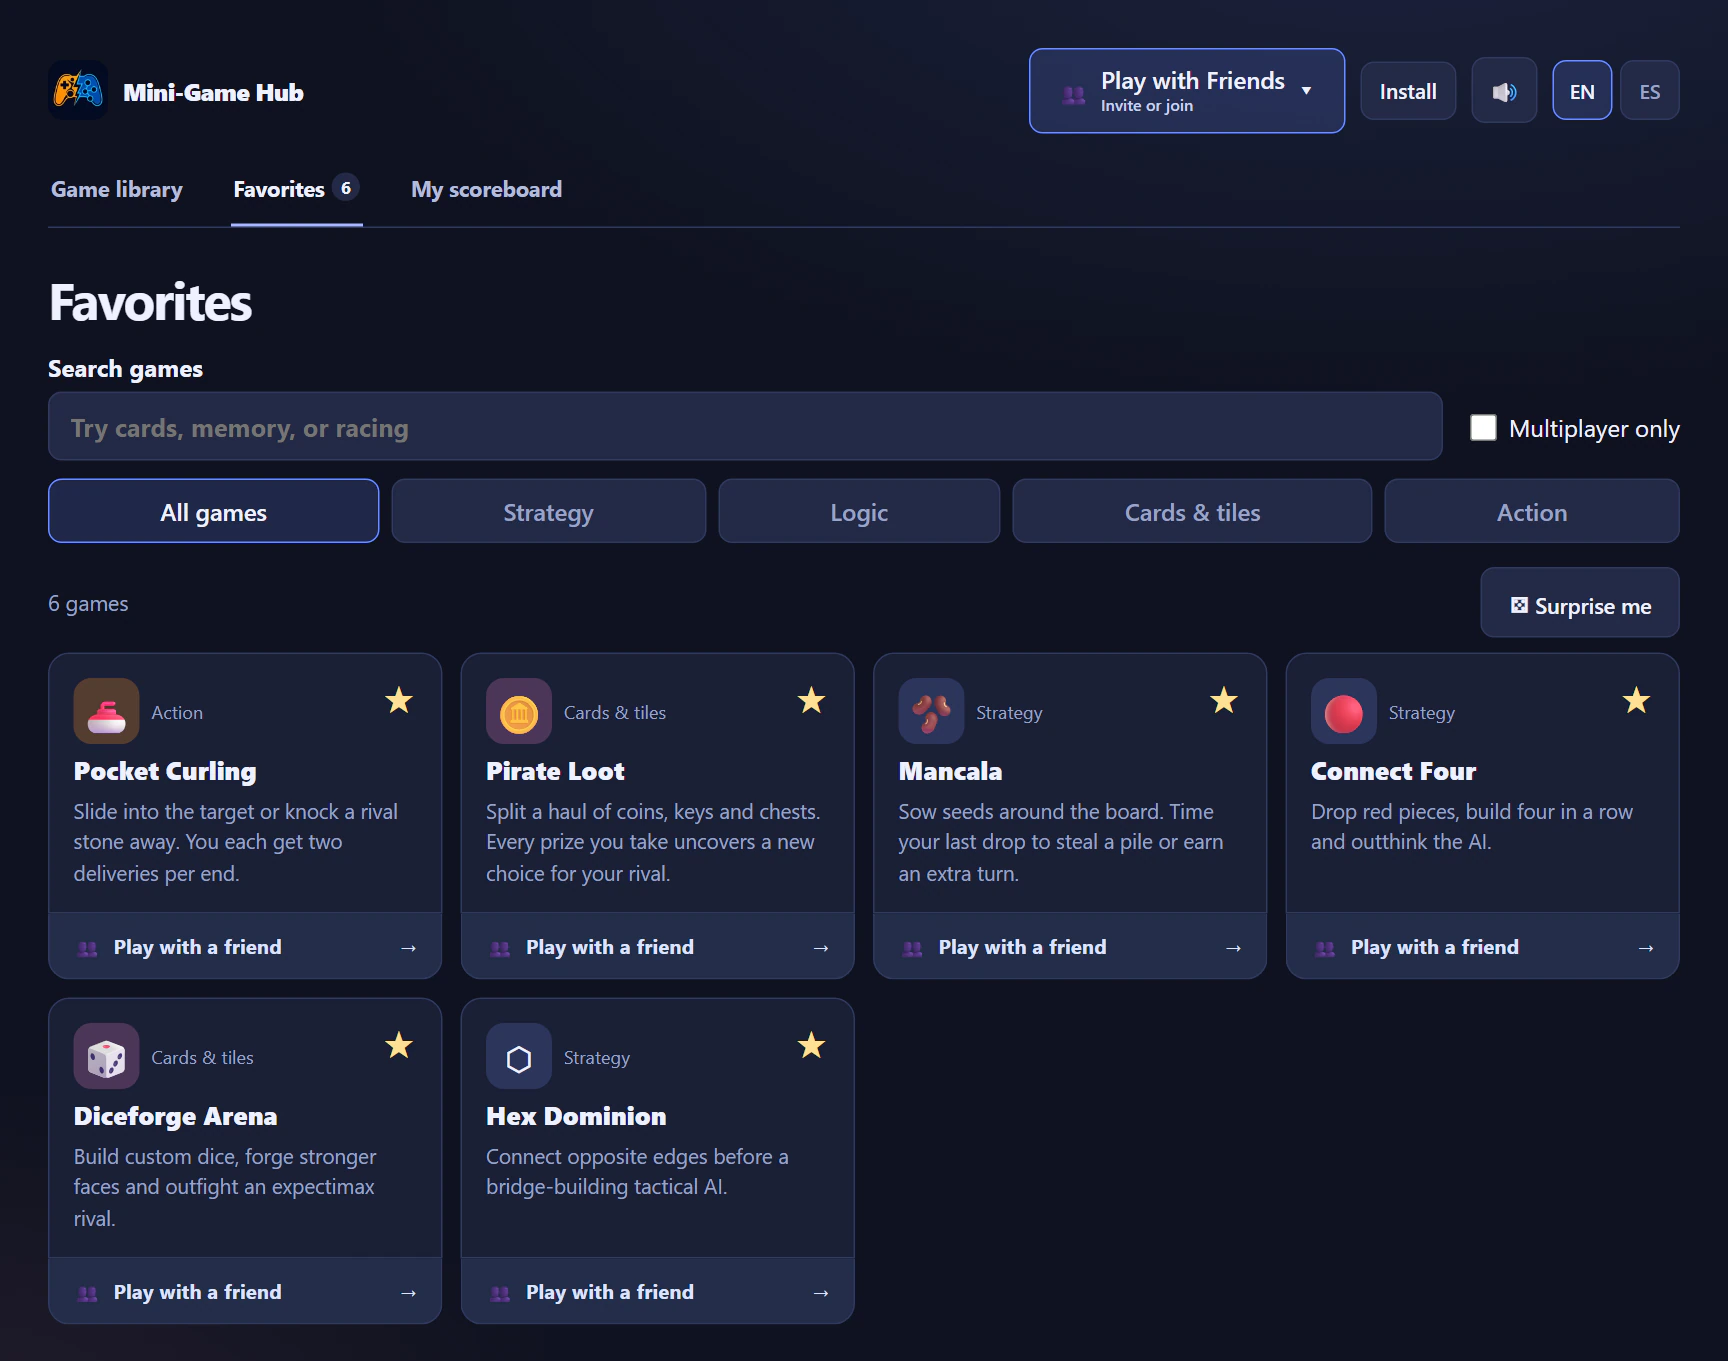 Mini-Game Hub
Play with Friends
Invite or join
Install
EN
ES
Game library
Favorites 6
My scoreboard
Favorites
Search games
Try cards, memory, or racing
Multiplayer only
All games
Strategy
Logic
Cards & tiles
Action
6 games
Surprise me
Action
Pocket Curling
Slide into the target or knock a rival
stone away. You each get two
deliveries per end.
Play with a friend →
Cards & tiles
Pirate Loot
Split a haul of coins, keys and chests.
Every prize you take uncovers a new
choice for your rival.
Play with a friend →
Strategy
Mancala
Sow seeds around the board. Time
your last drop to steal a pile or earn
an extra turn.
Play with a friend →
Strategy
Connect Four
Drop red pieces, build four in a row
and outthink the AI.
Play with a friend →
Cards & tiles
Diceforge Arena
Build custom dice, forge stronger
faces and outfight an expectimax
rival.
Play with a friend →
Strategy
Hex Dominion
Connect opposite edges before a
bridge-building tactical AI.
Play with a friend →